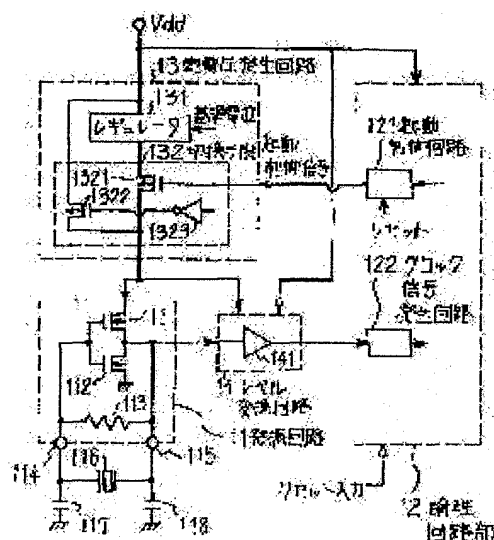 Vdd
13 定電圧発生回路
131
レギュレータ
基準電位
132 切換手段
1321
1322
1323
起動
制御信号
121 起動
制御回路
リセット
122 クロック
信号
発生回路
112
113
114
115
116
117
118
141
レベル
変換回路
11 発振回路
リセット入力
12 論理
回路部